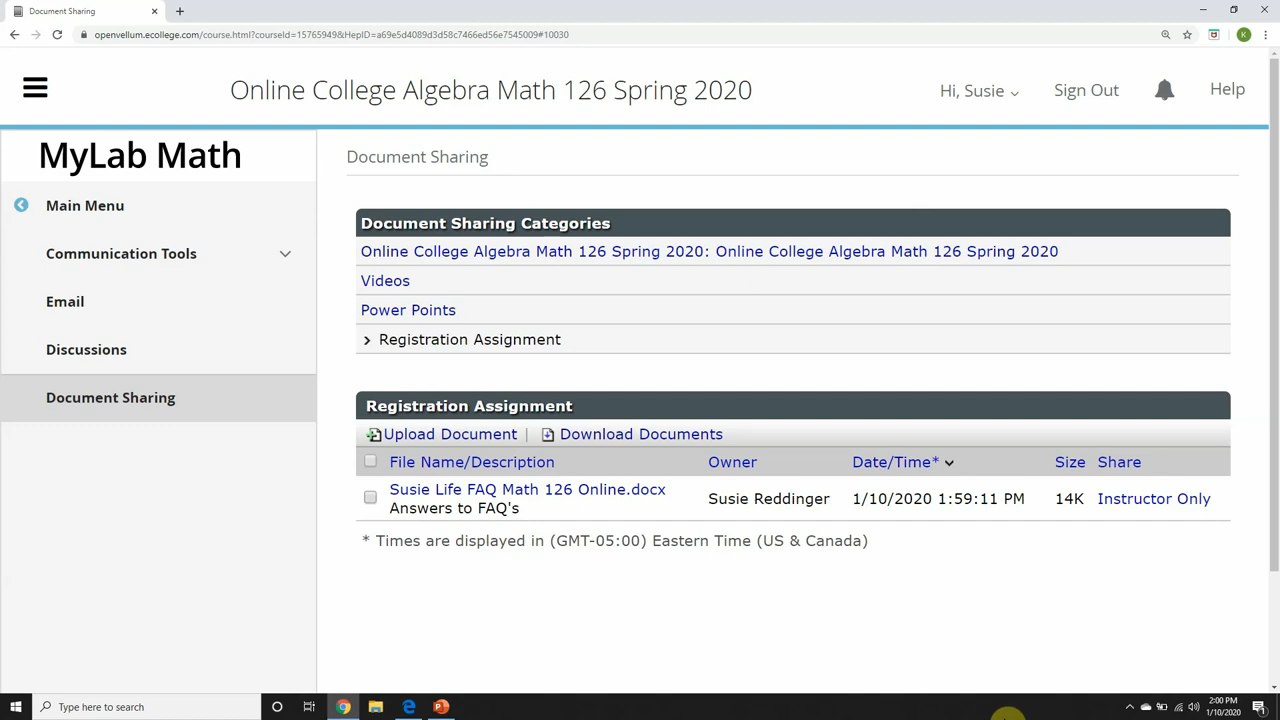 Document Sharing
openvellum.ecollege.com/course.html?courseId=15765949&HepID=a69e5d4089d3d58c7466ed56e7545009#10030
K
Online College Algebra Math 126 Spring 2020
Hi, Susie
Sign Out
Help
MyLab Math
Main Menu
Communication Tools
Email
Discussions
Document Sharing
Document Sharing
Document Sharing Categories
Online College Algebra Math 126 Spring 2020: Online College Algebra Math 126 Spring 2020
Videos
Power Points
Registration Assignment
Registration Assignment
Upload Document | Download Documents
File Name/Description Owner Date/Time* Size Share
Susie Life FAQ Math 126 Online.docx Susie Reddinger 1/10/2020 1:59:11 PM 14K Instructor Only
Answers to FAQ's
* Times are displayed in (GMT-05:00) Eastern Time (US & Canada)
Type here to search
2:00 PM
1/10/2020